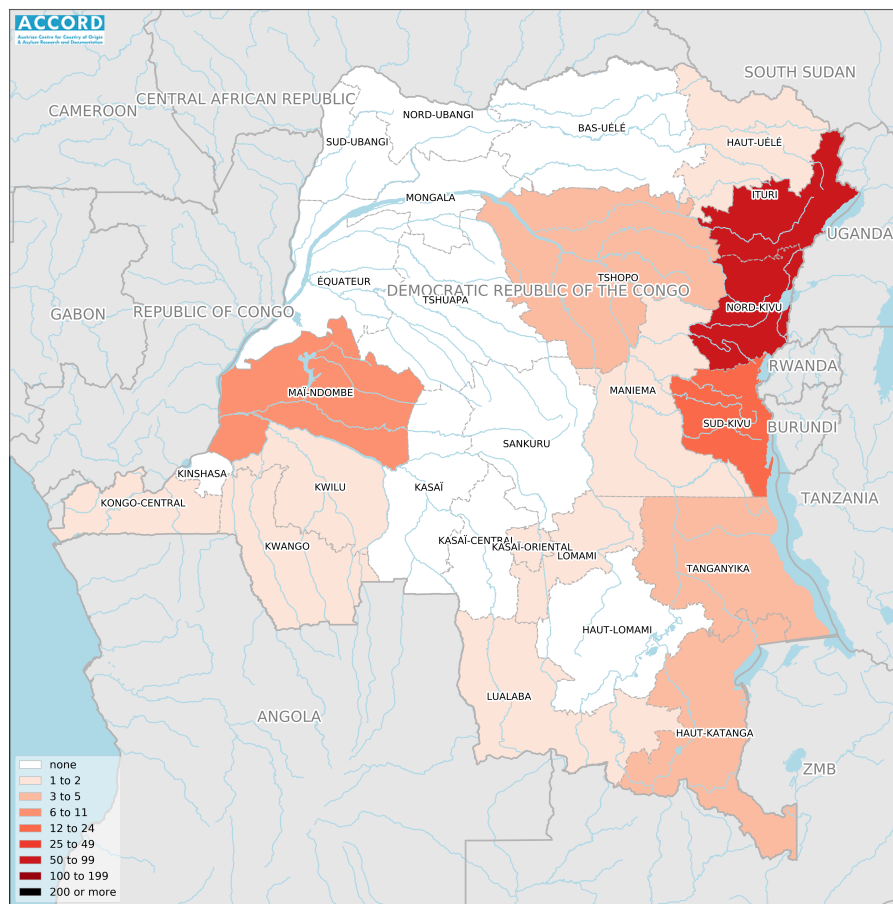 ACCORD
Austrian Centre for Country of Origin
& Asylum Research and Documentation
SOUTH SUDAN
CENTRAL AFRICAN REPUBLIC
CAMEROON
NORD-UBANGI
BAS-UÉLÉ
SUD-UBANGI
HAUT-UÉLÉ
ITURI
MONGALA
UGANDA
TSHOPO
ÉQUATEUR
DEMOCRATIC REPUBLIC OF THE CONGO
TSHUAPA
NORD-KIVU
GABON
REPUBLIC OF CONGO
RWANDA
MAÏ-NDOMBE
MANIEMA
SUD-KIVU
BURUNDI
SANKURU
KINSHASA
KWILU
KASAÏ
TANZANIA
KONGO-CENTRAL
KASAÏ-CENTRAL
KWANGO
KASAÏ-ORIENTAL
LOMAMI
TANGANYIKA
HAUT-LOMAMI
LUALABA
ANGOLA
HAUT-KATANGA
ZMB
none
1 to 2
3 to 5
6 to 11
12 to 24
25 to 49
50 to 99
100 to 199
200 or more